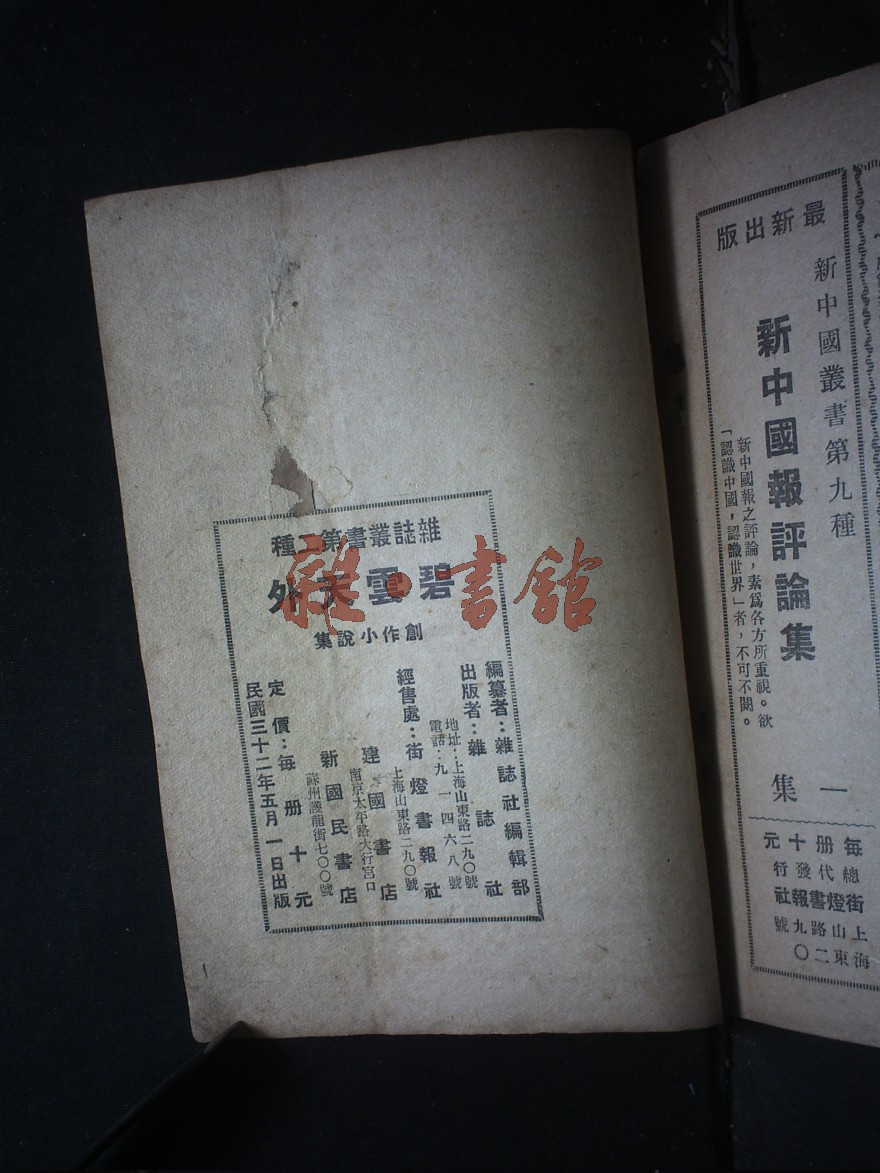 最新出版
新中國叢書第九種
新中國報評論集
新中國報之評論，素爲各方所重視。欲
「認識中國，認識世界」者，不可不閱。
一集
每册十元
總代發行
街燈書報社
上海山東路二九〇號
雜誌叢書第二種
碧雲天外
創作小說集
編纂者：雜誌社編輯部
出版者：雜誌社
地址：上海山東路二九〇號
電話：九一四六八號
經售處：街燈書報社
上海山東路二九〇號
建國書店
南京太平路大行宮口
新國民書店
蘇州護龍街七〇〇號
定價：每册十元
民國三十二年五月一日出版
雜·書館